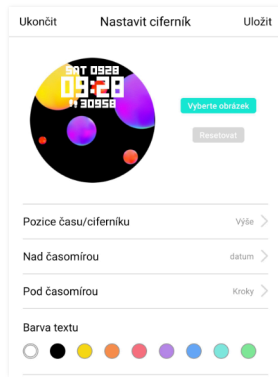 Ukončit Nastavit ciferník Uložit
SAT 0928
09:28
30958
Vyberte obrázek
Resetovat
Pozice času/ciferníku Výše
Nad časomírou datum
Pod časomírou Kroky
Barva textu